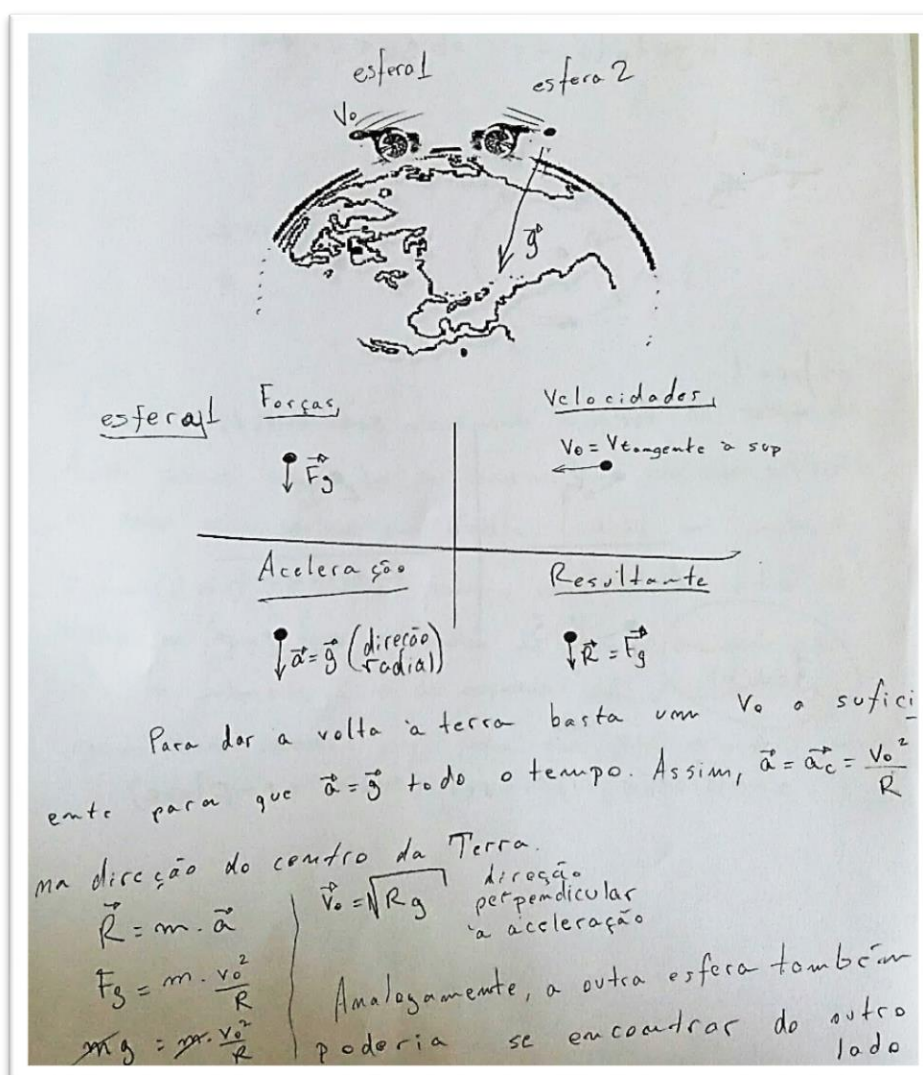 esfera 1
esfera 2
V₀
g⃗
esfera 1
Forças,
Velocidades,
F⃗g
V₀ = Vtangente à sup
Aceleração
Resultante
a⃗ = g⃗ (direção radial)
R⃗ = F⃗g
Para dar a volta à terra basta um V₀ o sufici
ente para que a⃗ = g⃗ todo o tempo. Assim, a⃗ = a⃗c = V₀²/R
na direção do centro da Terra.
R⃗ = m . a⃗
Fg = m . v₀²/R
mg = m . v₀²/R
V⃗₀ = √Rg direção
perpendicular
à aceleração
Analogamente, a outra esfera também
poderia se encontrar do outro
lado